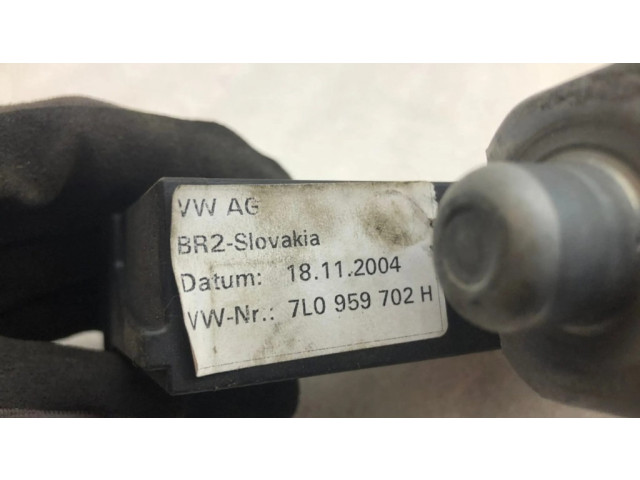 VW AG
BR2-Slovakia
Datum: 18.11.2004
VW-Nr.: 7L0 959 702 H